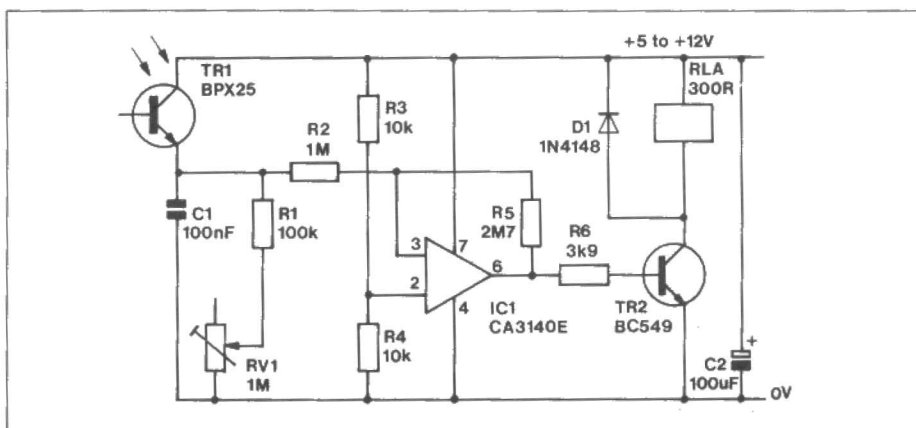 +5 to +12V
TR1
BPX25
RLA
300R
R3
10k
R2
1M
D1
1N4148
C1
100nF
R1
100k
R5
2M7
R6
3k9
3
7
6
2
4
IC1
CA3140E
TR2
BC549
R4
10k
RV1
1M
+
C2
100uF
0V